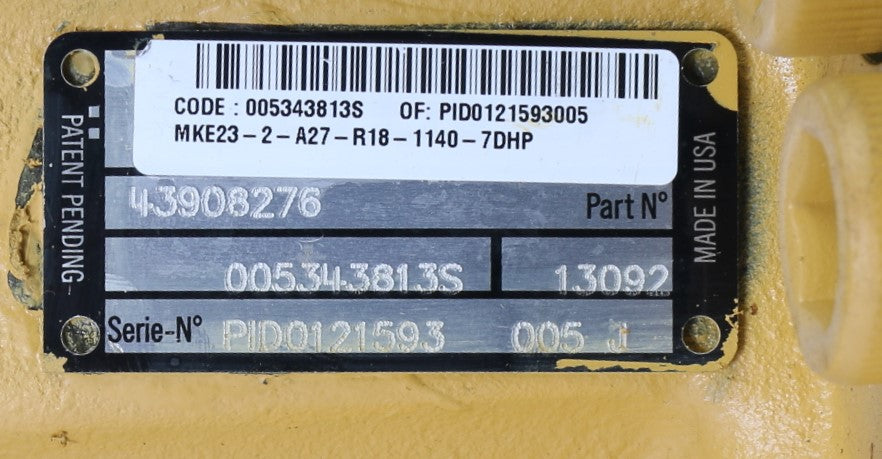 CODE : 005343813S OF: PID0121593005
MKE23-2-A27-R18-1140-7DHP
43908276 Part N°
005343813S 13092
Serie-N° PID0121593 005 J
PATENT PENDING
MADE IN USA